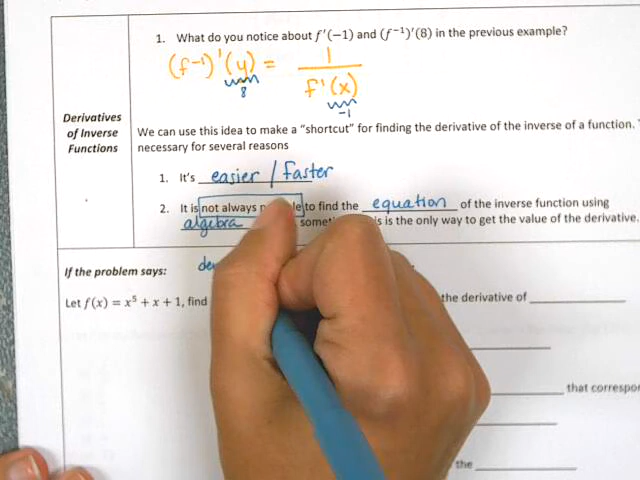 1. What do you notice about f'(−1) and (f⁻¹)'(8) in the previous example?
(f⁻¹)'(y) = 1 / f'(x)
8
-1
Derivatives
of Inverse
Functions
We can use this idea to make a "shortcut" for finding the derivative of the inverse of a function.
necessary for several reasons
1. It's easier / faster
2. It is not always to find the equation of the inverse function using
algebra is is the only way to get the value of the derivative.
If the problem says:
Let f(x) = x⁵ + x + 1, find the derivative of
that
the